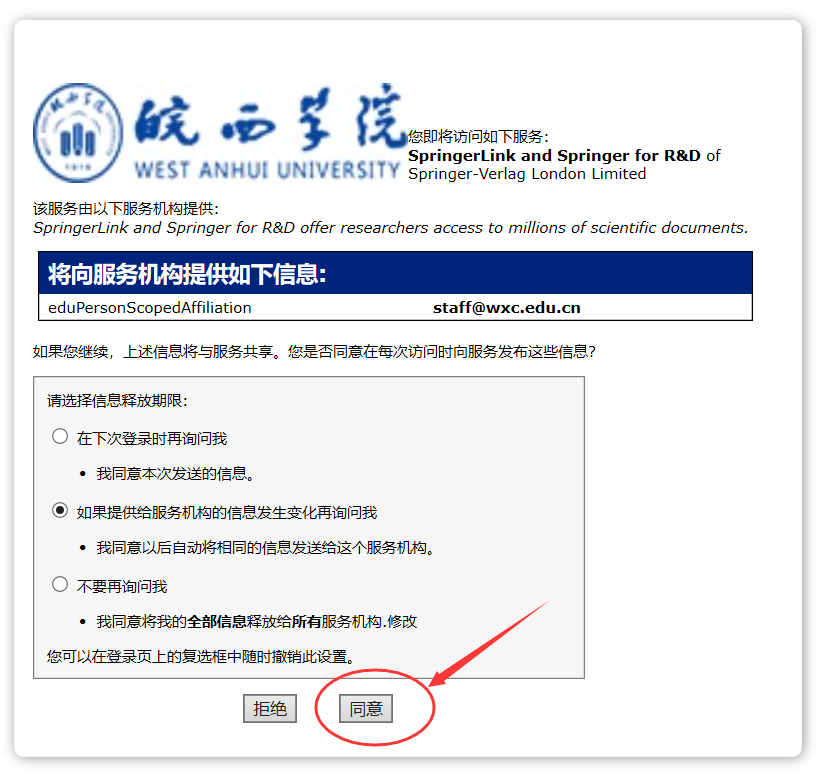 皖西学院
WEST ANHUI UNIVERSITY
您即将访问如下服务：
SpringerLink and Springer for R&D of
Springer-Verlag London Limited
该服务由以下服务机构提供：
SpringerLink and Springer for R&D offer researchers access to millions of scientific documents.
将向服务机构提供如下信息：
eduPersonScopedAffiliation staff@wxc.edu.cn
如果您继续，上述信息将与服务共享。您是否同意在每次访问时向服务发布这些信息？
请选择信息释放期限：
在下次登录时再询问我
• 我同意本次发送的信息。
如果提供给服务机构的信息发生变化再询问我
• 我同意以后自动将相同的信息发送给这个服务机构。
不要再询问我
• 我同意将我的全部信息释放给所有服务机构.修改
您可以在登录页上的复选框中随时撤销此设置。
拒绝 同意